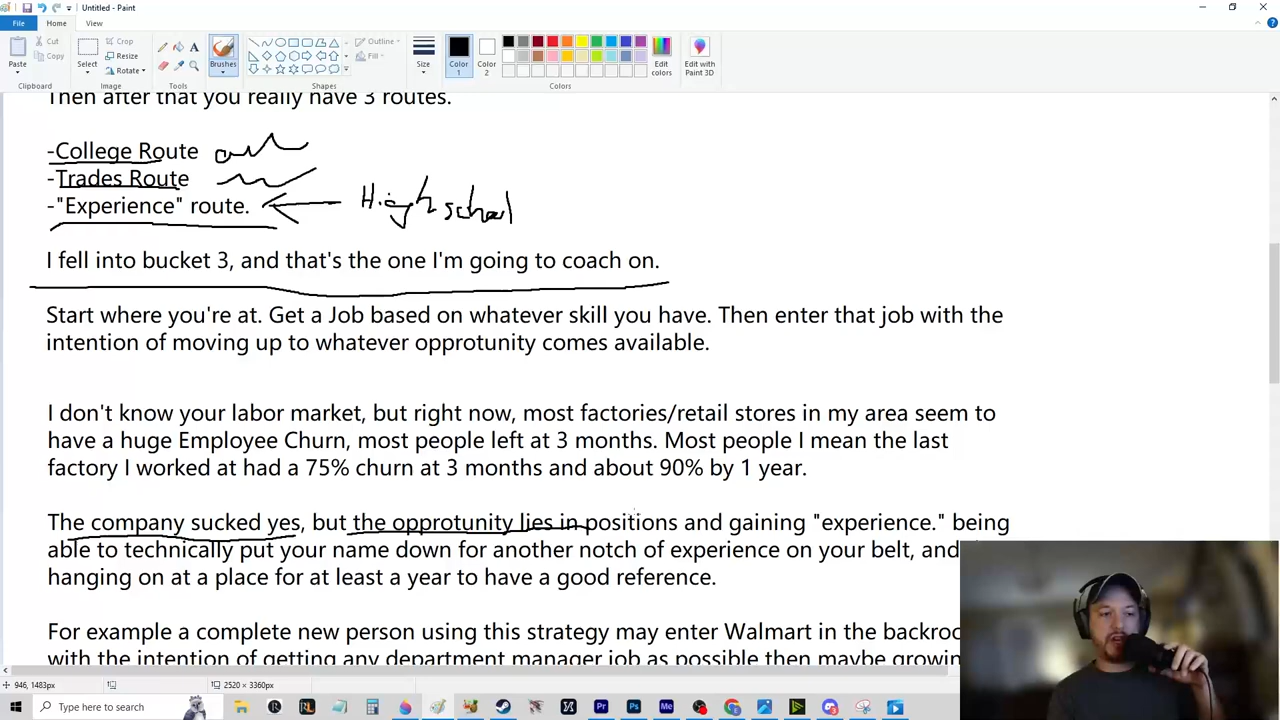 Untitled - Paint
File
Home
View
Paste
Cut
Copy
Clipboard
Select
Crop
Resize
Rotate
Image
Tools
Brushes
Shapes
Outline
Fill
Size
Color 1
Color 2
Edit colors
Edit with Paint 3D
Colors
Then after that you really have 3 routes.
-College Route
-Trades Route
-"Experience" route.
High school
I fell into bucket 3, and that's the one I'm going to coach on.
Start where you're at. Get a Job based on whatever skill you have. Then enter that job with the
intention of moving up to whatever opprotunity comes available.
I don't know your labor market, but right now, most factories/retail stores in my area seem to
have a huge Employee Churn, most people left at 3 months. Most people I mean the last
factory I worked at had a 75% churn at 3 months and about 90% by 1 year.
The company sucked yes, but the opprotunity lies in positions and gaining "experience." being
able to technically put your name down for another notch of experience on your belt, and
hanging on at a place for at least a year to have a good reference.
For example a complete new person using this strategy may enter Walmart in the backroo
with the intention of getting any department manager job as possible then maybe growing
946, 1483px
2520 × 3360px
Type here to search